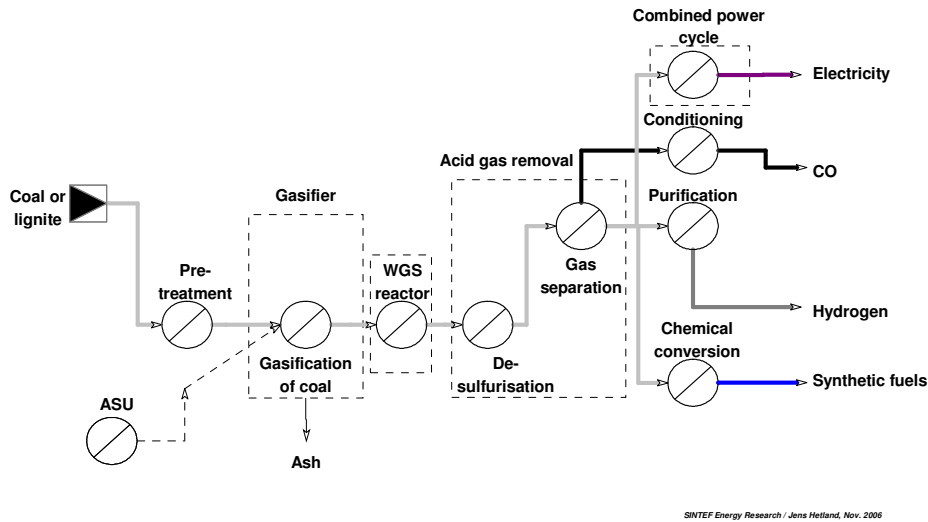 Combined power
cycle
Electricity
Conditioning
Acid gas removal
CO
Coal or
lignite
Gasifier
Purification
Pre-
treatment
WGS
reactor
Gas
separation
Hydrogen
Chemical
conversion
Gasification
of coal
De-
sulfurisation
Synthetic fuels
ASU
Ash
SINTEF Energy Research / Jens Hetland, Nov. 2006